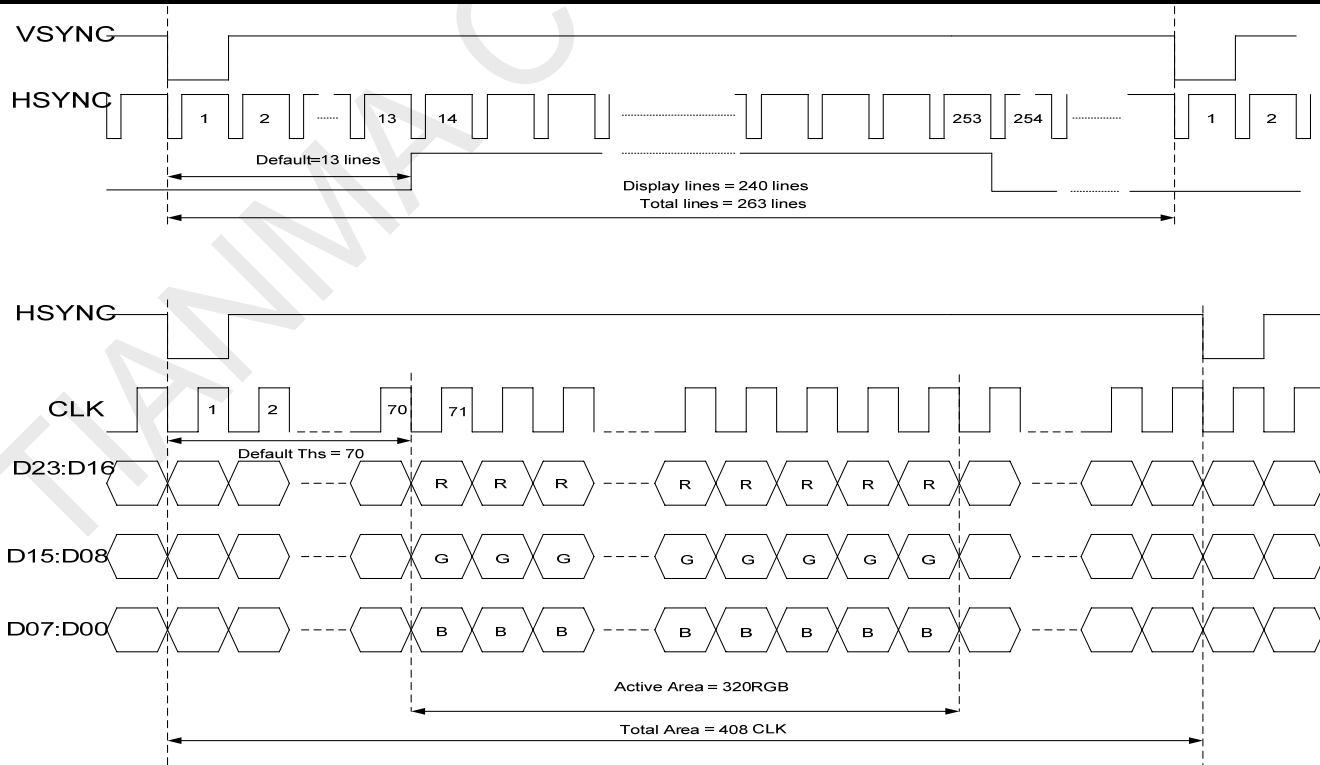 VSYNC
HSYNC
1 2 13 14 253 254 1 2
Default=13 lines
Display lines = 240 lines
Total lines = 263 lines
HSYNC
CLK
1 2 70 71
Default Ths = 70
D23:D16
R R R R R R R R
D15:D08
G G G G G G G G
D07:D00
B B B B B B B B
Active Area = 320RGB
Total Area = 408 CLK
TIANMA C